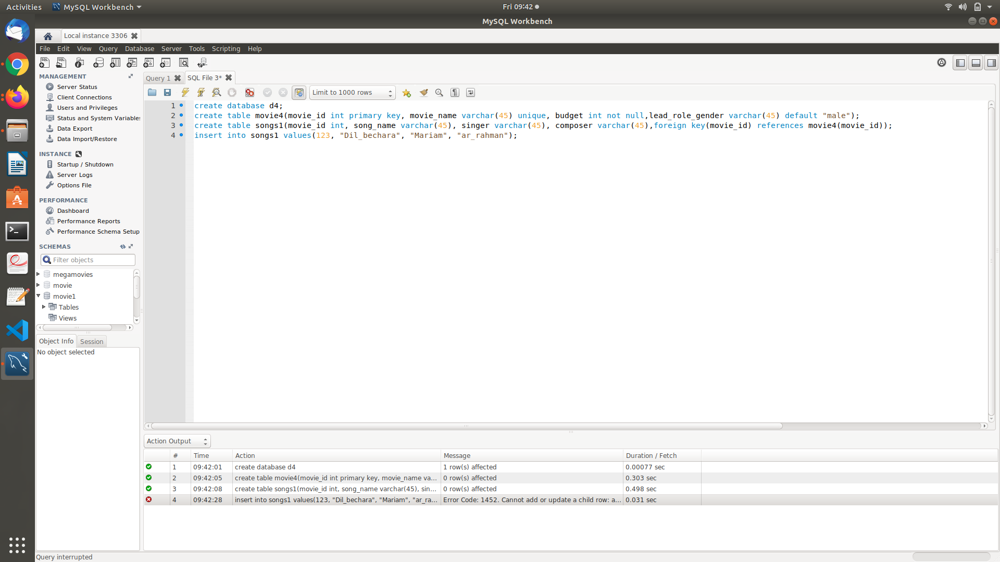 Activities MySQL Workbench Fri 09:42
MySQL Workbench
Local instance 3306
File Edit View Query Database Server Tools Scripting Help
MANAGEMENT
Server Status
Client Connections
Users and Privileges
Status and System Variables
Data Export
Data Import/Restore
INSTANCE
Startup / Shutdown
Server Logs
Options File
PERFORMANCE
Dashboard
Performance Reports
Performance Schema Setup
SCHEMAS
Filter objects
megamovies
movie
movie1
Tables
Views
Object Info Session
No object selected
Query 1 SQL File 3*
Limit to 1000 rows
1 create database d4;
2 create table movie4(movie_id int primary key, movie_name varchar(45) unique, budget int not null,lead_role_gender varchar(45) default "male");
3 create table songs1(movie_id int, song_name varchar(45), singer varchar(45), composer varchar(45),foreign key(movie_id) references movie4(movie_id));
4 insert into songs1 values(123, "Dil_bechara", "Mariam", "ar_rahman");
Action Output
# Time Action Message Duration / Fetch
1 09:42:01 create database d4 1 row(s) affected 0.00077 sec
2 09:42:05 create table movie4(movie_id int primary key, movie_name va... 0 row(s) affected 0.303 sec
3 09:42:08 create table songs1(movie_id int, song_name varchar(45), sin... 0 row(s) affected 0.498 sec
4 09:42:28 insert into songs1 values(123, "Dil_bechara", "Mariam", "ar_ra... Error Code: 1452. Cannot add or update a child row: a... 0.031 sec
Query interrupted